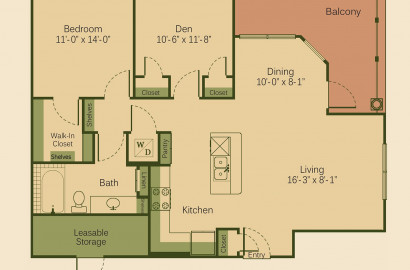 Balcony
Bedroom
11'-0" x 14'-0"
Den
10'-6" x 11'-8"
Dining
10'-0" x 8'-1"
Closet
Closet
Shelves
Walk-In
Closet
Shelves
W
D
Pantry
Living
16'-3" x 8'-1"
Bath
Linen
Kitchen
Leasable
Storage
Closet
Entry